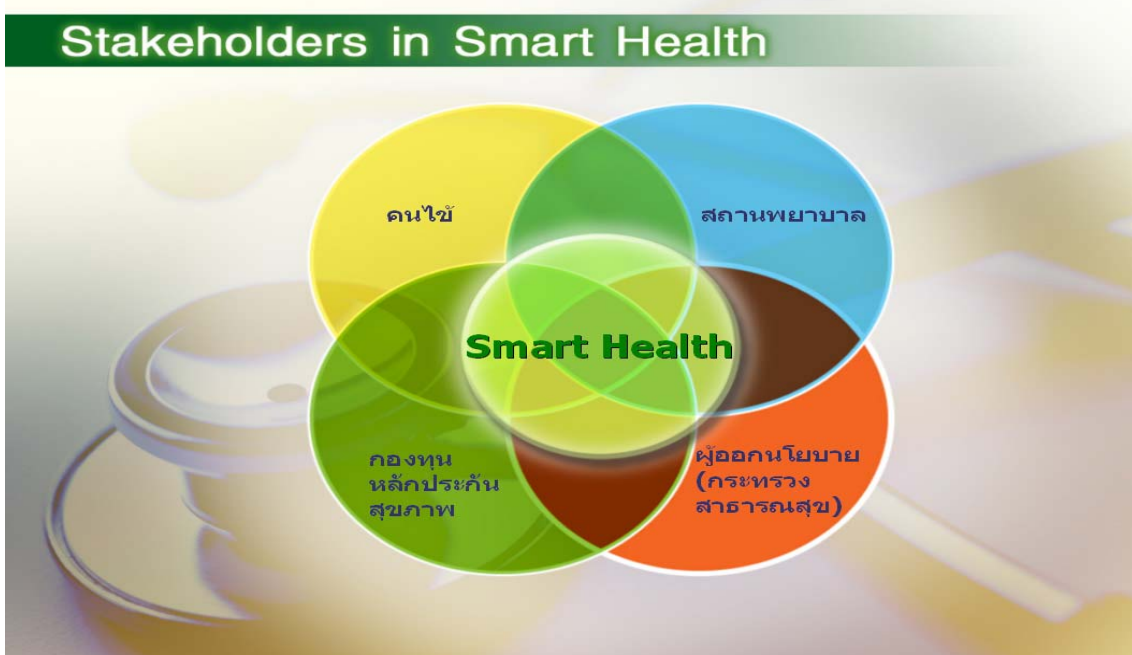 Stakeholders in Smart Health
คนไข้
สถานพยาบาล
Smart Health
กองทุน
หลักประกัน
สุขภาพ
ผู้ออกนโยบาย
(กระทรวง
สาธารณสุข)